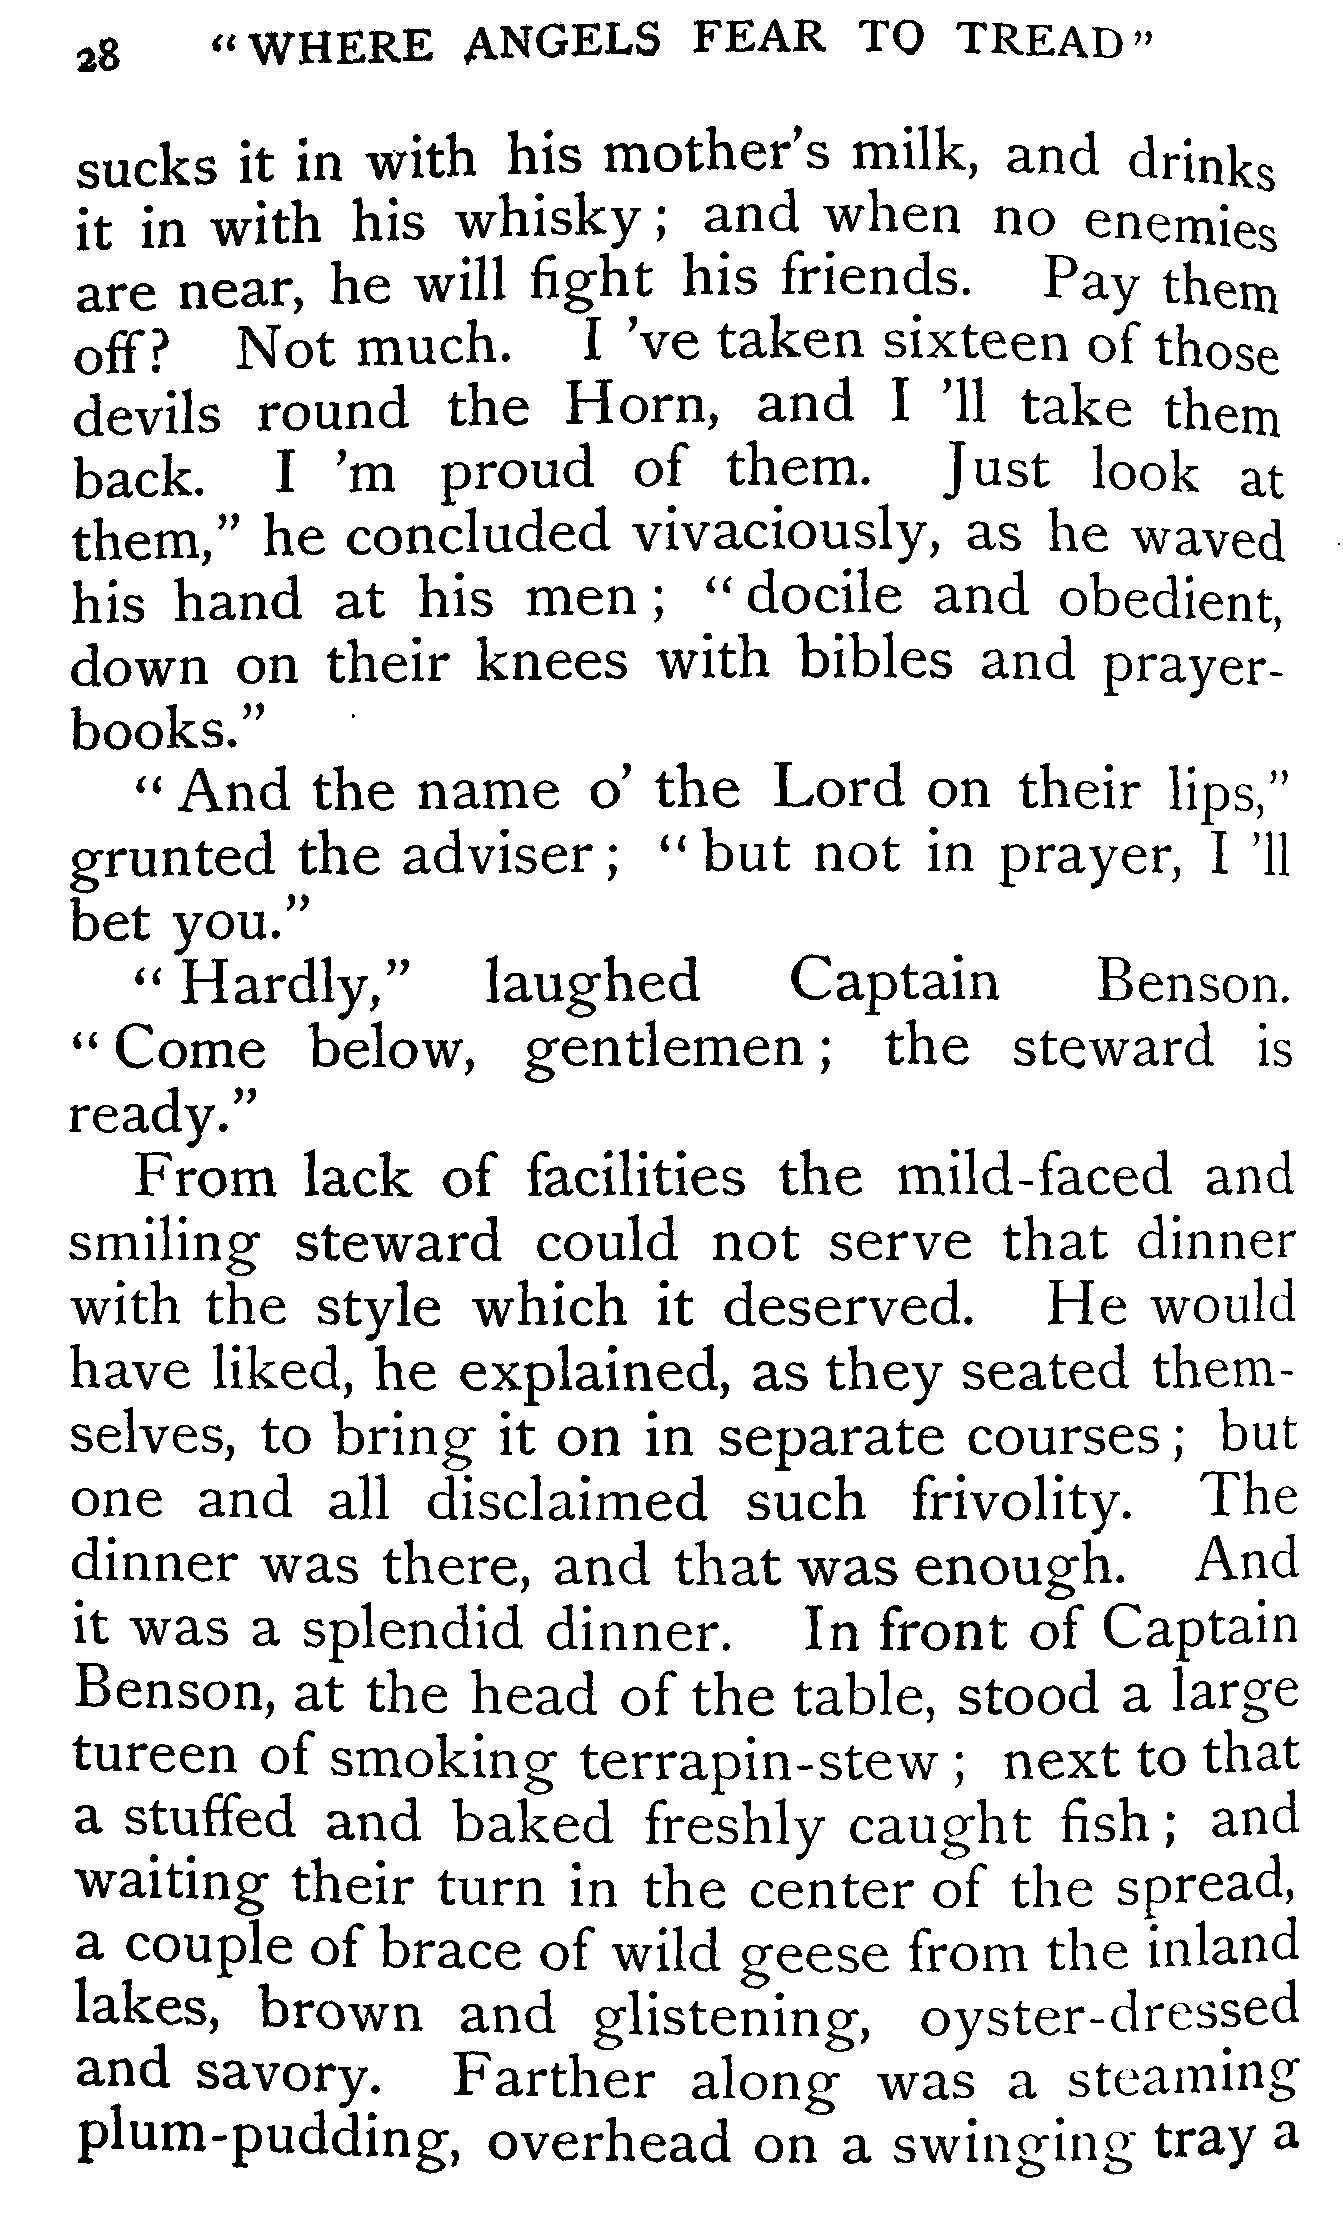 28 "WHERE ANGELS FEAR TO TREAD"
sucks it in with his mother's milk, and drinks
it in with his whisky; and when no enemies
are near, he will fight his friends. Pay them
off? Not much. I 've taken sixteen of those
devils round the Horn, and I 'll take them
back. I 'm proud of them. Just look at
them," he concluded vivaciously, as he waved
his hand at his men; "docile and obedient,
down on their knees with bibles and prayer-
books."
"And the name o' the Lord on their lips,"
grunted the adviser; "but not in prayer, I 'll
bet you."
"Hardly," laughed Captain Benson.
"Come below, gentlemen; the steward is
ready."
From lack of facilities the mild-faced and
smiling steward could not serve that dinner
with the style which it deserved. He would
have liked, he explained, as they seated them-
selves, to bring it on in separate courses; but
one and all disclaimed such frivolity. The
dinner was there, and that was enough. And
it was a splendid dinner. In front of Captain
Benson, at the head of the table, stood a large
tureen of smoking terrapin-stew; next to that
a stuffed and baked freshly caught fish; and
waiting their turn in the center of the spread,
a couple of brace of wild geese from the inland
lakes, brown and glistening, oyster-dressed
and savory. Farther along was a steaming
plum-pudding, overhead on a swinging tray a